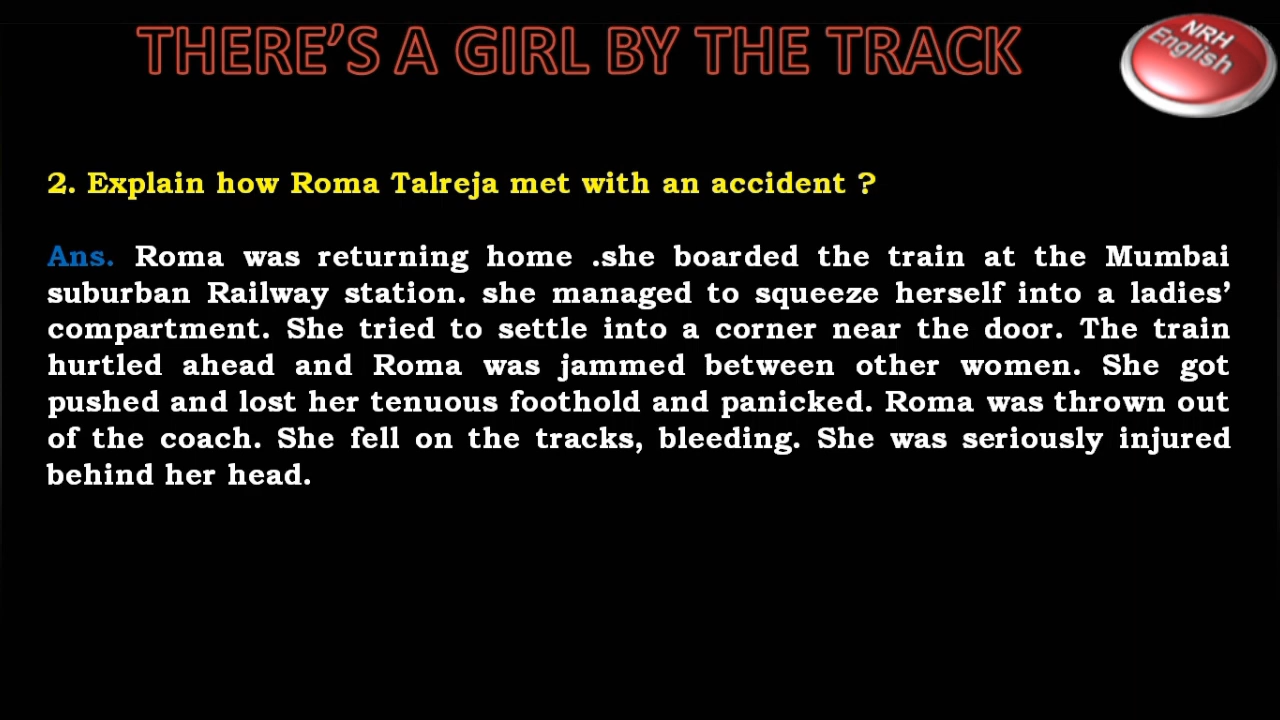 THERE’S A GIRL BY THE TRACK
NRH
English
2. Explain how Roma Talreja met with an accident ?
Ans. Roma was returning home .she boarded the train at the Mumbai
suburban Railway station. she managed to squeeze herself into a ladies’
compartment. She tried to settle into a corner near the door. The train
hurtled ahead and Roma was jammed between other women. She got
pushed and lost her tenuous foothold and panicked. Roma was thrown out
of the coach. She fell on the tracks, bleeding. She was seriously injured
behind her head.